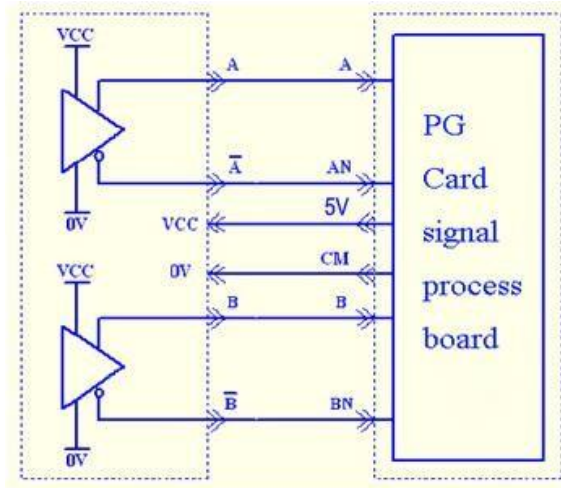 VCC
A A
A̅ AN
0V
VCC 5V
0V CM
VCC
B B
B̅ BN
0V
PG
Card
signal
process
board